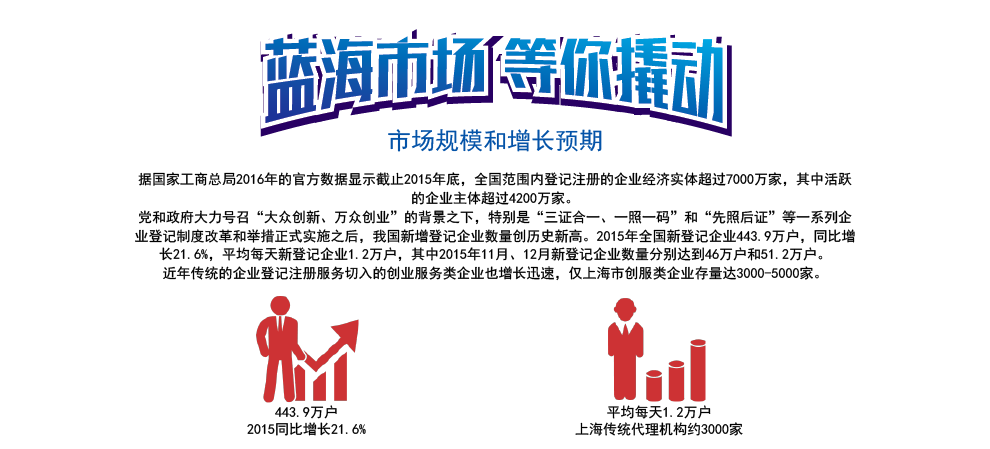 蓝海市场 等你撬动
市场规模和增长预期
据国家工商总局2016年的官方数据显示截止2015年底，全国范围内登记注册的企业经济实体超过7000万家，其中活跃
的企业主体超过4200万家。
党和政府大力号召“大众创新、万众创业”的背景之下，特别是“三证合一、一照一码”和“先照后证”等一系列企
业登记制度改革和举措正式实施之后，我国新增登记企业数量创历史新高。2015年全国新登记企业443.9万户，同比增
长21.6%，平均每天新登记企业1.2万户，其中2015年11月、12月新登记企业数量分别达到46万户和51.2万户。
近年传统的企业登记注册服务切入的创业服务类企业也增长迅速，仅上海市创服类企业存量达3000-5000家。
443.9万户
2015同比增长21.6%
平均每天1.2万户
上海传统代理机构约3000家